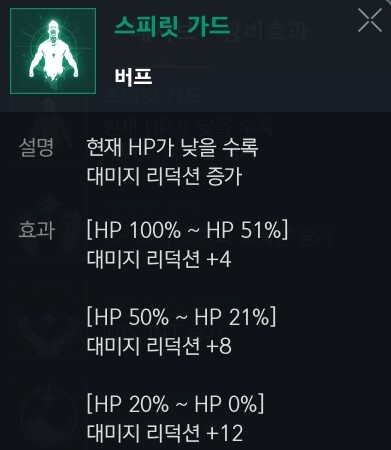 스피릿 가드
버프
설명 현재 HP가 낮을 수록
대미지 리덕션 증가
효과 [HP 100% ~ HP 51%]
대미지 리덕션 +4
[HP 50% ~ HP 21%]
대미지 리덕션 +8
[HP 20% ~ HP 0%]
대미지 리덕션 +12